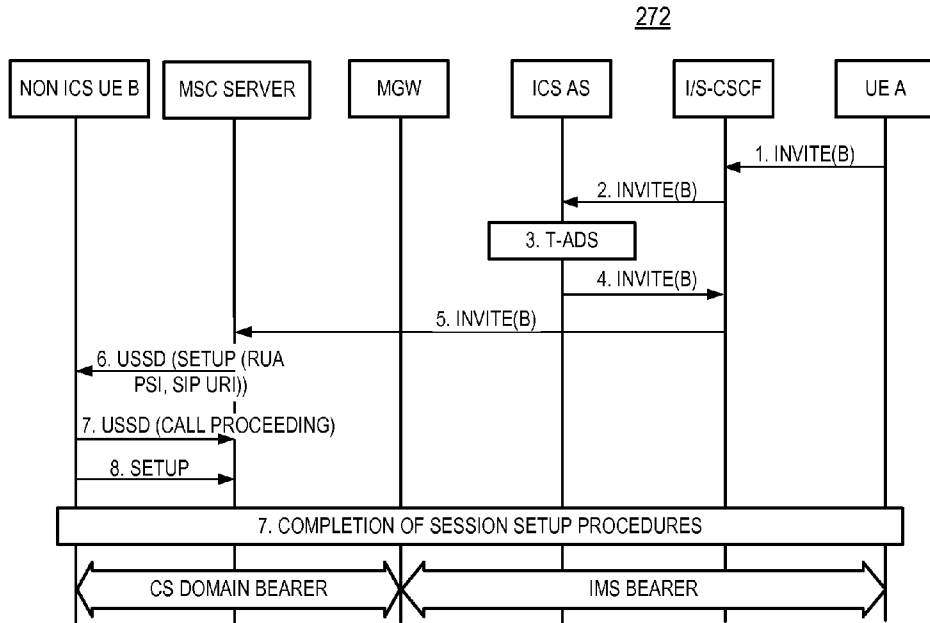 272
NON ICS UE B
MSC SERVER
MGW
ICS AS
I/S-CSCF
UE A
1. INVITE(B)
2. INVITE(B)
3. T-ADS
4. INVITE(B)
5. INVITE(B)
6. USSD (SETUP (RUA
PSI, SIP URI))
7. USSD (CALL PROCEEDING)
8. SETUP
7. COMPLETION OF SESSION SETUP PROCEDURES
CS DOMAIN BEARER
IMS BEARER